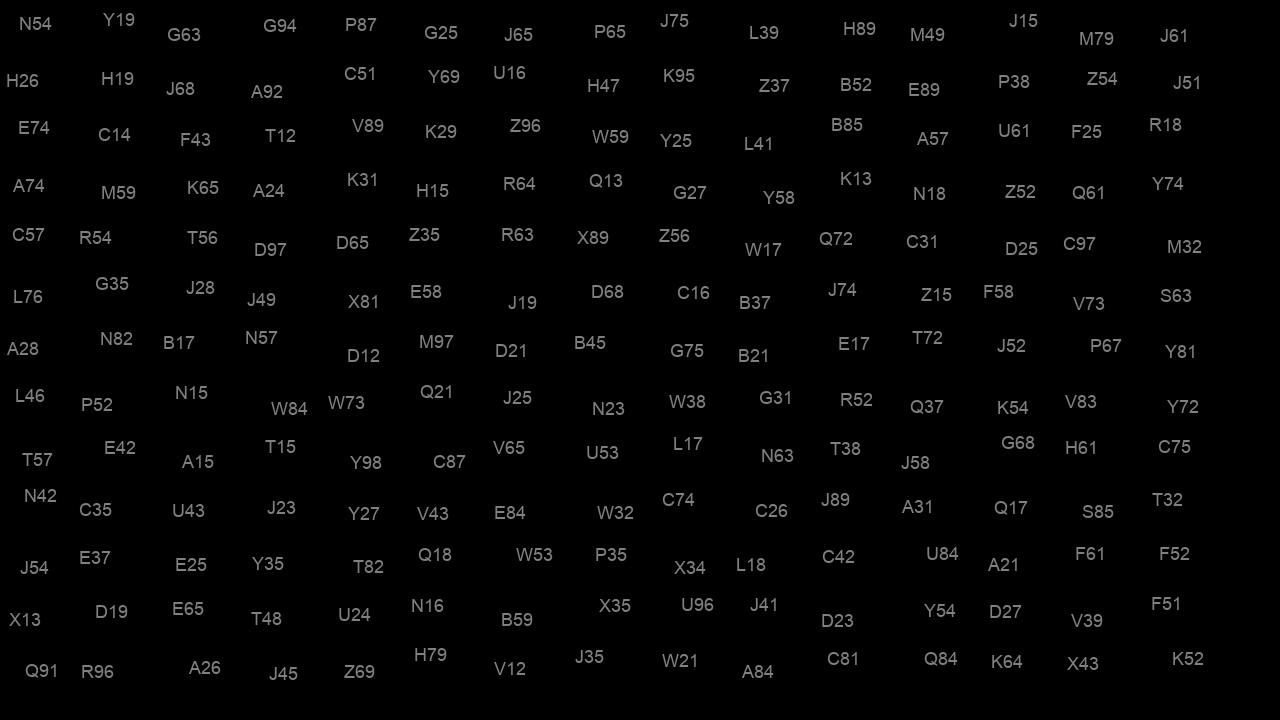 N54 Y19 G63 G94 P87 G25 J65 P65 J75 L39 H89 M49 J15 M79 J61
H26 H19 J68 A92 C51 Y69 U16 H47 K95 Z37 B52 E89 P38 Z54 J51
E74 C14 F43 T12 V89 K29 Z96 W59 Y25 L41 B85 A57 U61 F25 R18
A74 M59 K65 A24 K31 H15 R64 Q13 G27 Y58 K13 N18 Z52 Q61 Y74
C57 R54 T56 D97 D65 Z35 R63 X89 Z56 W17 Q72 C31 D25 C97 M32
L76 G35 J28 J49 X81 E58 J19 D68 C16 B37 J74 Z15 F58 V73 S63
A28 N82 B17 N57 D12 M97 D21 B45 G75 B21 E17 T72 J52 P67 Y81
L46 P52 N15 W84 W73 Q21 J25 N23 W38 G31 R52 Q37 K54 V83 Y72
T57 E42 A15 T15 Y98 C87 V65 U53 L17 N63 T38 J58 G68 H61 C75
N42 C35 U43 J23 Y27 V43 E84 W32 C74 C26 J89 A31 Q17 S85 T32
J54 E37 E25 Y35 T82 Q18 W53 P35 X34 L18 C42 U84 A21 F61 F52
X13 D19 E65 T48 U24 N16 B59 X35 U96 J41 D23 Y54 D27 V39 F51
Q91 R96 A26 J45 Z69 H79 V12 J35 W21 A84 C81 Q84 K64 X43 K52